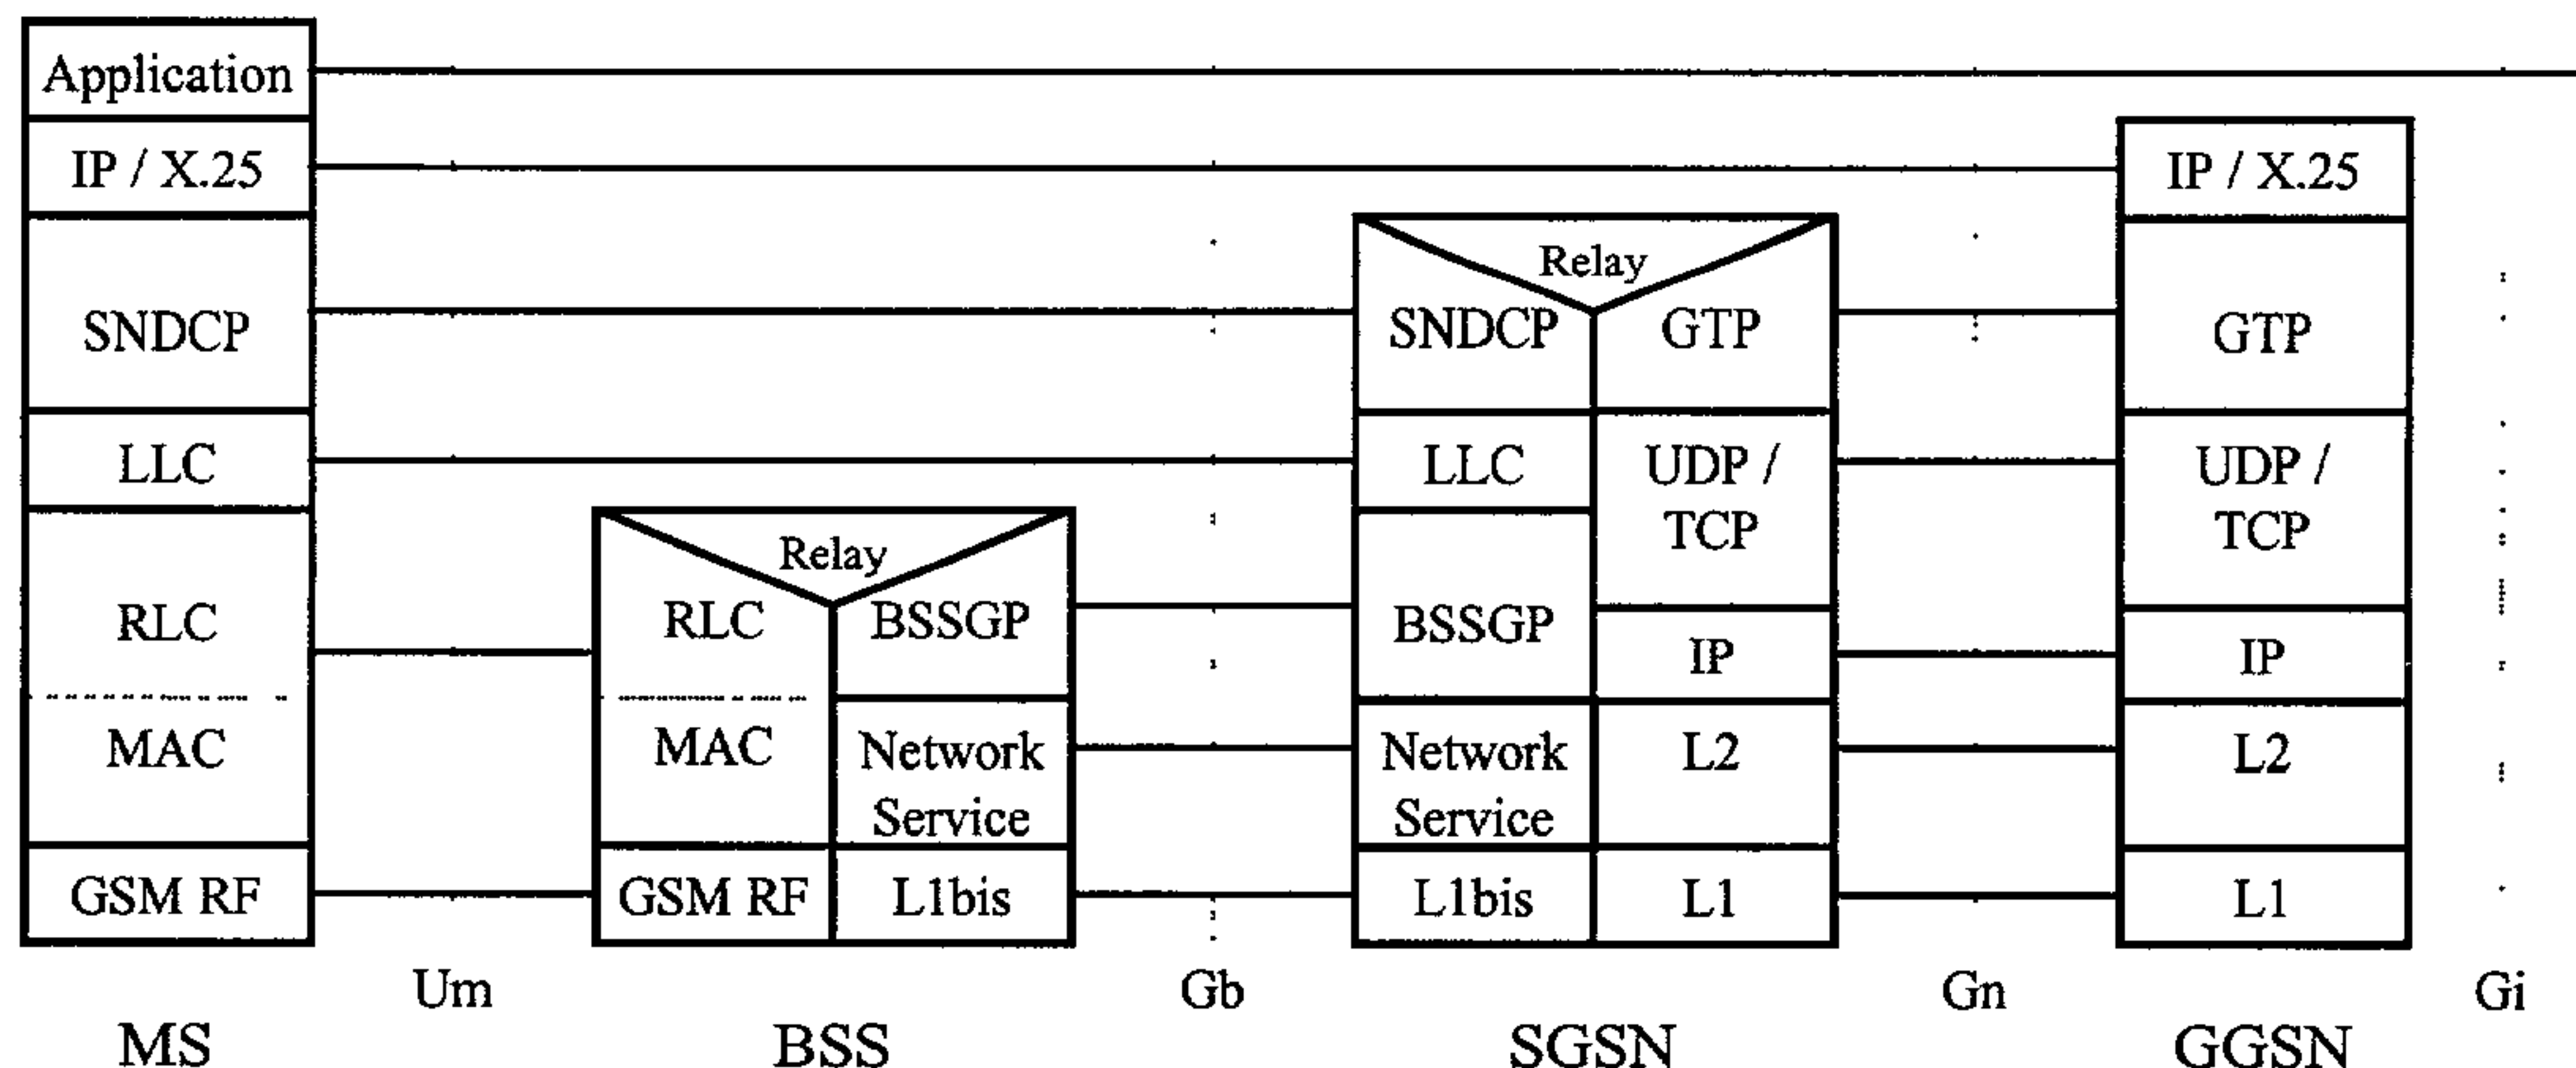 Application
IP / X.25
SNDCP
LLC
RLC
MAC
GSM RF
MS
Um
Relay
RLC
BSSGP
MAC
Network
Service
GSM RF
L1bis
BSS
Gb
Relay
SNDCP
GTP
LLC
UDP /
TCP
BSSGP
IP
Network
Service
L2
L1bis
L1
SGSN
Gn
IP / X.25
GTP
UDP /
TCP
IP
L2
L1
GGSN
Gi